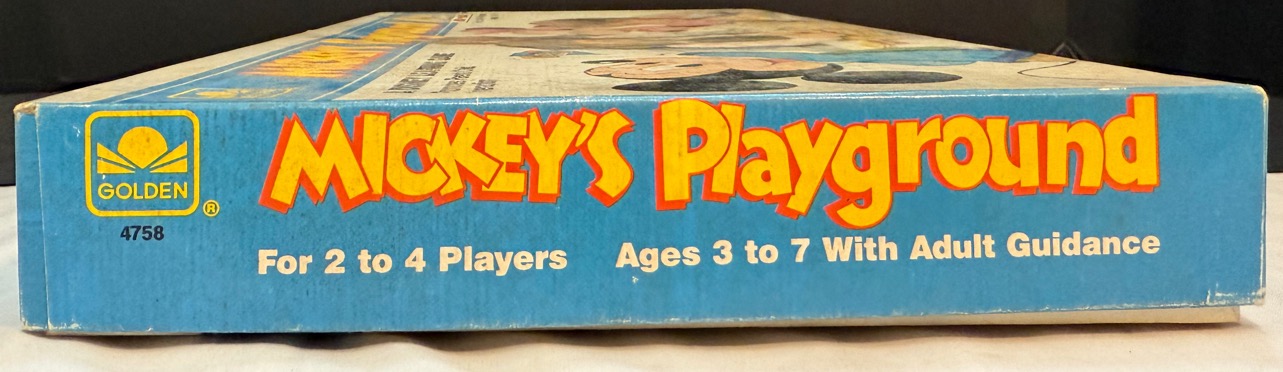 MICKEY'S Playground
GOLDEN
®
4758
For 2 to 4 Players Ages 3 to 7 With Adult Guidance